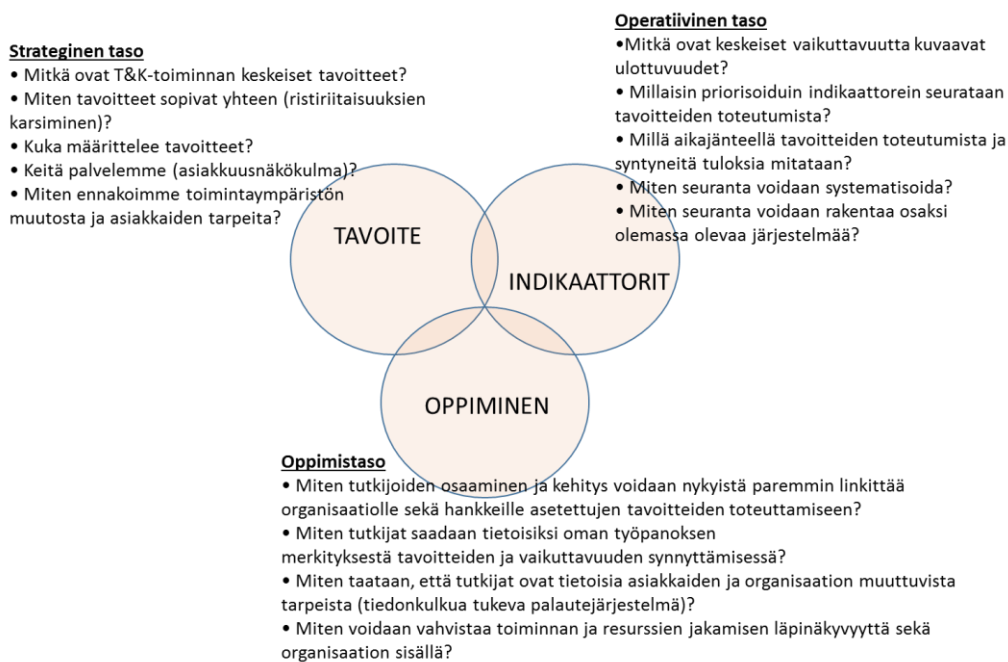 Strateginen taso
• Mitkä ovat T&K-toiminnan keskeiset tavoitteet?
• Miten tavoitteet sopivat yhteen (ristiriitaisuuksien
karsiminen)?
• Kuka määrittelee tavoitteet?
• Keitä palvelemme (asiakkuusnäkökulma)?
• Miten ennakoimme toimintaympäristön
muutosta ja asiakkaiden tarpeita?
Operatiivinen taso
•Mitkä ovat keskeiset vaikuttavuutta kuvaavat
ulottuvuudet?
• Millaisin priorisoiduin indikaattorein seurataan
tavoitteiden toteutumista?
• Millä aikajänteellä tavoitteiden toteutumista ja
syntyneitä tuloksia mitataan?
• Miten seuranta voidaan systematisoida?
• Miten seuranta voidaan rakentaa osaksi
olemassa olevaa järjestelmää?
TAVOITE
INDIKAATTORIT
OPPIMINEN
Oppimistaso
• Miten tutkijoiden osaaminen ja kehitys voidaan nykyistä paremmin linkittää
organisaatiolle sekä hankkeille asetettujen tavoitteiden toteuttamiseen?
• Miten tutkijat saadaan tietoisiksi oman työpanoksen
merkityksestä tavoitteiden ja vaikuttavuuden synnyttämisessä?
• Miten taataan, että tutkijat ovat tietoisia asiakkaiden ja organisaation muuttuvista
tarpeista (tiedonkulkua tukeva palautejärjestelmä)?
• Miten voidaan vahvistaa toiminnan ja resurssien jakamisen läpinäkyvyyttä sekä
organisaation sisällä?